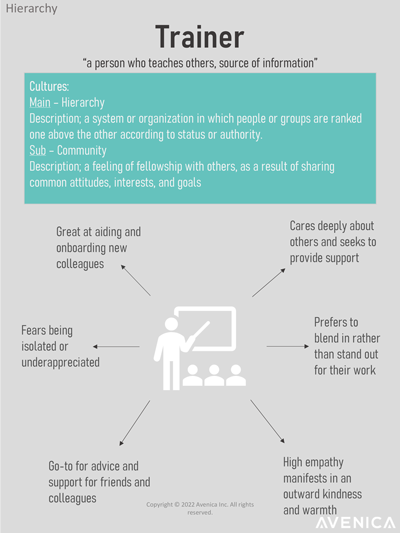 Hierarchy
Trainer
"a person who teaches others, source of information"
Cultures:
Main – Hierarchy
Description; a system or organization in which people or groups are ranked
one above the other according to status or authority.
Sub – Community
Description; a feeling of fellowship with others, as a result of sharing
common attitudes, interests, and goals
Great at aiding and
onboarding new
colleagues
Cares deeply about
others and seeks to
provide support
Fears being
isolated or
underappreciated
Prefers to
blend in rather
than stand out
for their work
Go-to for advice and
support for friends and
colleagues
High empathy
manifests in an
outward kindness
and warmth
Copyright © 2022 Avenica Inc. All rights
reserved.
AVENICA